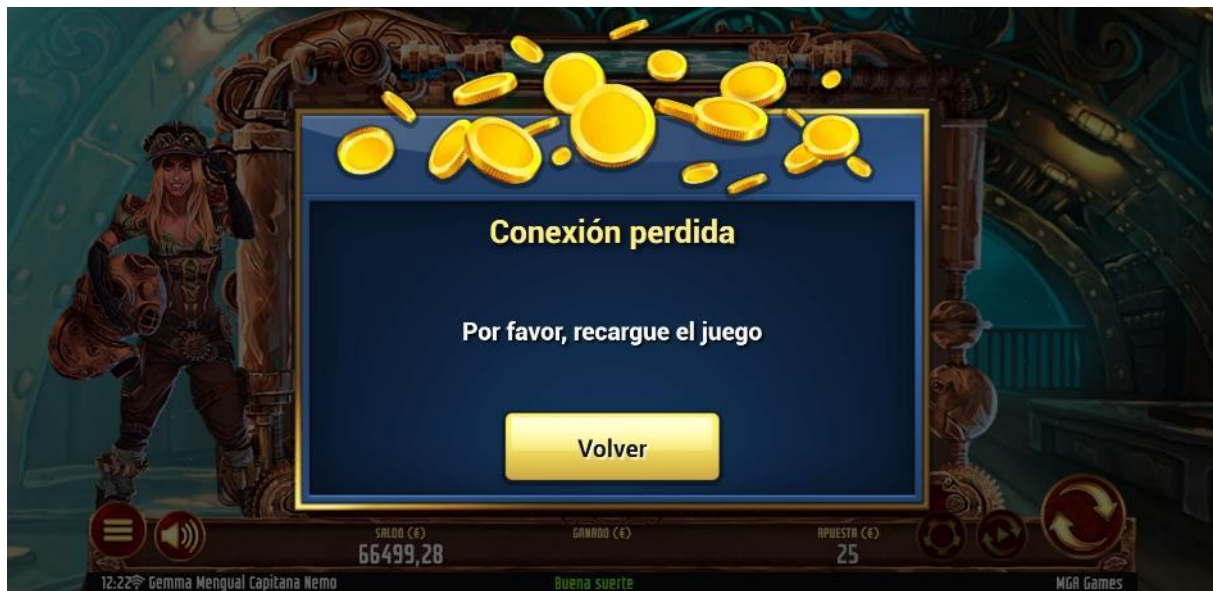 Conexión perdida
Por favor, recargue el juego
Volver
SALDO (€) GANADO (€) APUESTA (€)
66499,28 25
12:22 Gemma Mengual Capitana Nemo Buena suerte MGA Games